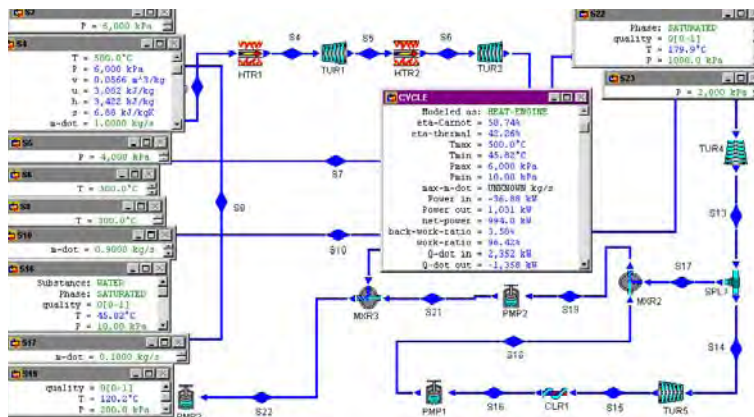 S2
P = 6,000 kPa
S4
T = 500.0°C
P = 6,000 kPa
v = 0.0566 m^3/kg
u = 3,082 kJ/kg
h = 3,422 kJ/kg
s = 6.88 kJ/kgK
m-dot = 1.0000 kg/s
S5
P = 4,000 kPa
S6
T = 500.0°C
S8
T = 300.0°C
S10
m-dot = 0.9000 kg/s
S16
Substance: WATER
Phase: SATURATED
quality = 0[0-1]
T = 45.82°C
P = 10.00 kPa
S17
m-dot = 0.1000 kg/s
quality = 0[0-1]
T = 120.2°C
P = 200.0 kPa
S4
HTR1
TUR1
S5
HTR2
S6
S22
Phase: SATURATED
quality = 0[0-1]
T = 179.9°C
P = 1000.0 kPa
S23
P = 2,000 kPa
CYCLE
Modeled as: HEAT-ENGINE
eta-Carnot = 58.74%
eta-thermal = 42.26%
Tmax = 500.0°C
Tmin = 45.82°C
Pmax = 6,000 kPa
Pmin = 10.00 kPa
max-m-dot = UNKNOWN kg/s
Power in = -36.88 kW
Power out = 1,031 kW
net-power = 994.0 kW
back-work-ratio = 3.58%
work-ratio = 96.42%
Q-dot in = 2,352 kW
Q-dot out = -1,358 kW
S7
S10
TUR4
S13
S17
MXR2
S14
MXR3
S21
PMP2
S19
S22
PMP1
S16
CLR1
S15
TUR5